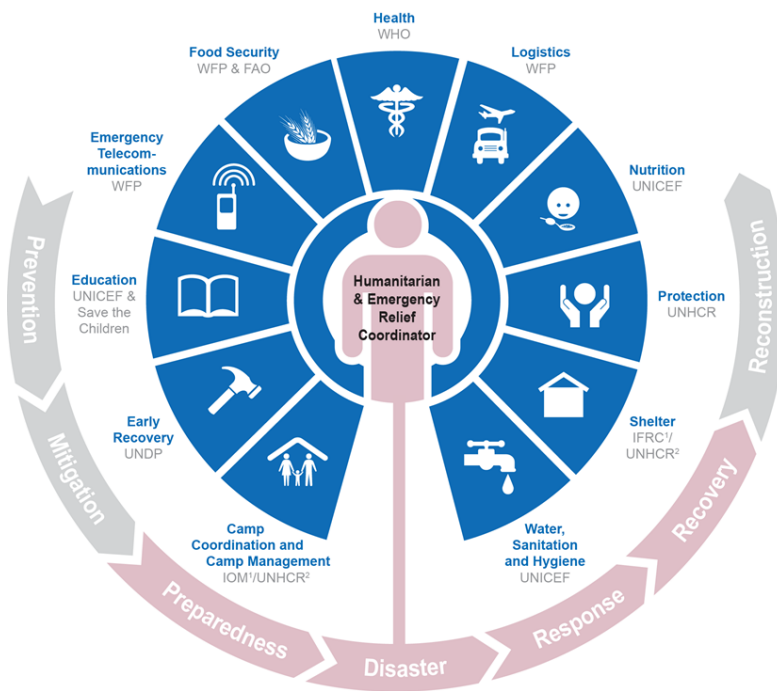 Health
WHO
Food Security
WFP & FAO
Logistics
WFP
Emergency
Telecom-
munications
WFP
Nutrition
UNICEF
Education
UNICEF &
Save the
Children
Humanitarian
& Emergency
Relief
Coordinator
Protection
UNHCR
Early
Recovery
UNDP
Shelter
IFRC¹/
UNHCR²
Camp
Coordination and
Camp Management
IOM¹/UNHCR²
Water,
Sanitation
and Hygiene
UNICEF
Prevention
Mitigation
Preparedness
Disaster
Response
Recovery
Reconstruction